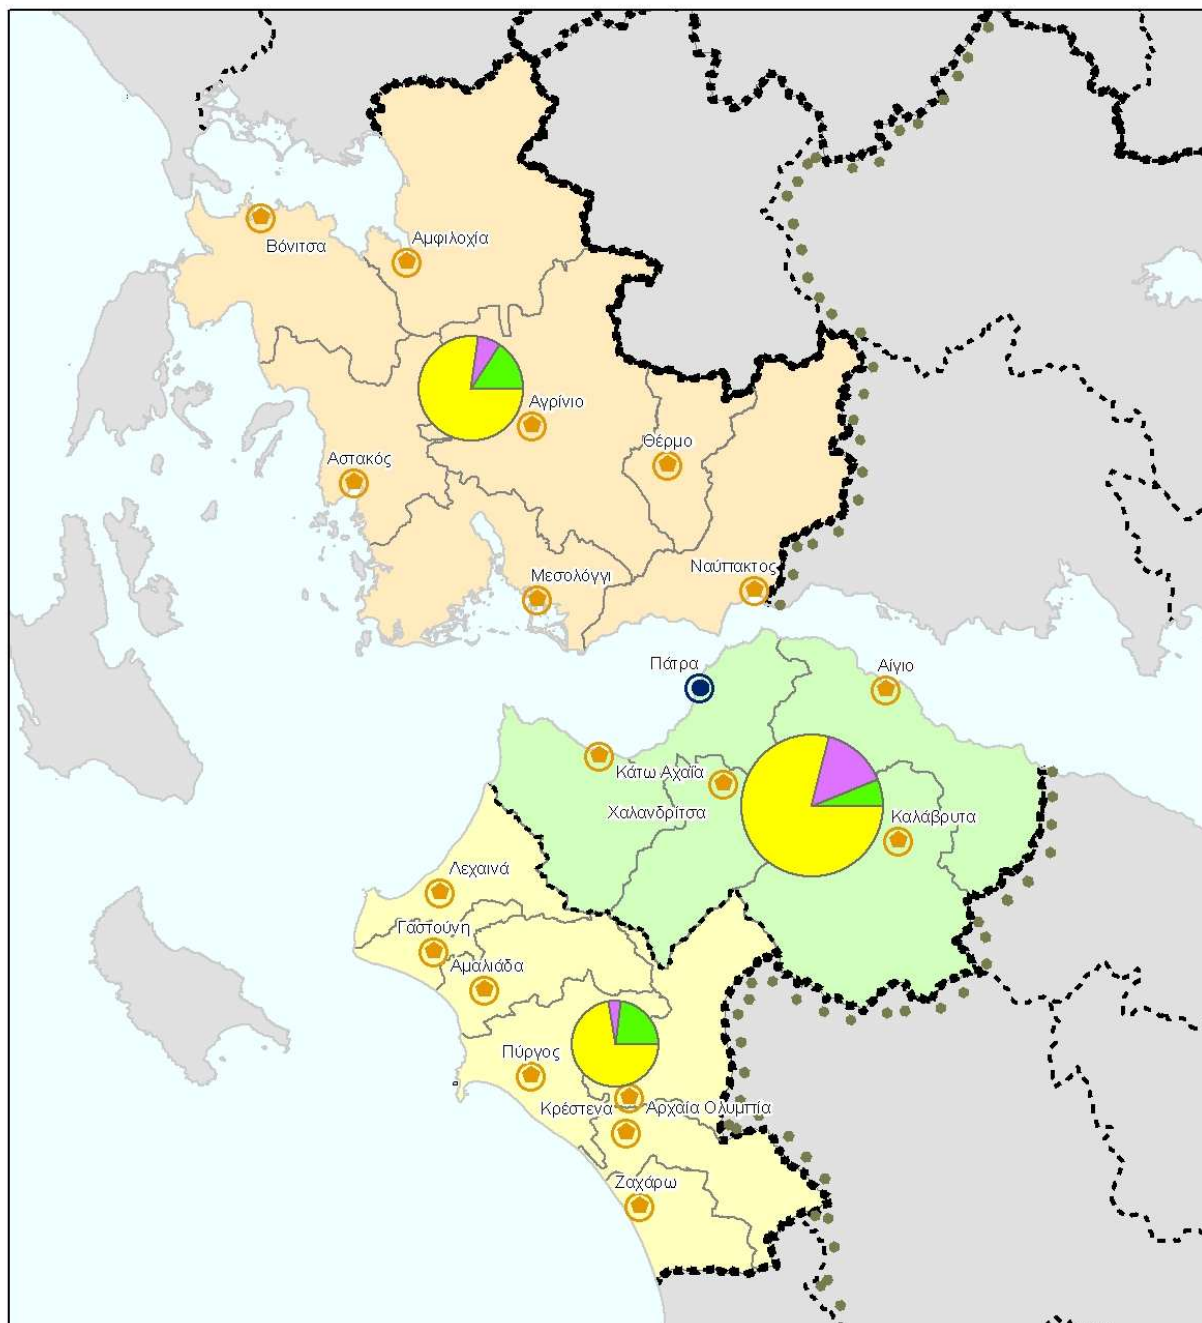 Βόνιτσα
Αμφιλοχία
Αγρίνιο
Θέρμο
Αστακός
Μεσολόγγι
Ναύπακτος
Πάτρα
Αίγιο
Κάτω Αχαΐα
Χαλανδρίτσα
Καλάβρυτα
Λεχαινά
Γαστούνη
Αμαλιάδα
Πύργος
Κρέστενα
Αρχαία Ολυμπία
Ζαχάρω